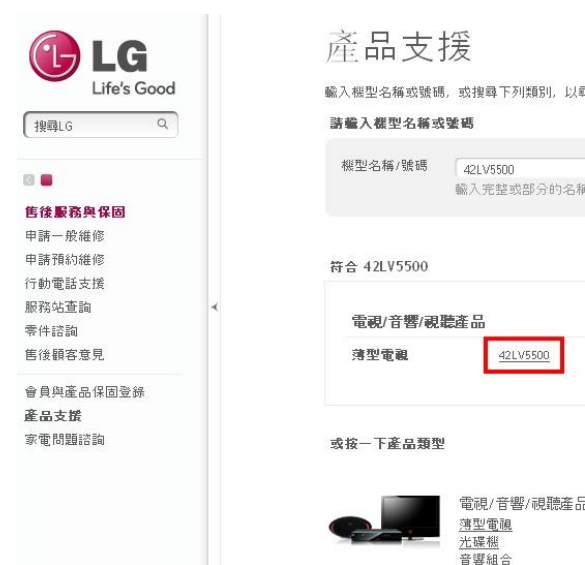 LG
Life's Good
搜尋LG
售後服務與保固
申請一般維修
申請預約維修
行動電話支援
服務站查詢
零件諮詢
售後顧客意見
會員與產品保固登錄
產品支援
家電問題諮詢
產品支援
輸入機型名稱或號碼, 或搜尋下列類別, 以
請輸入機型名稱或號碼
機型名稱/號碼
42LV5500
輸入完整或部分的名稱
符合 42LV5500
電視/音響/視聽產品
薄型電視
42LV5500
或按一下產品類型
電視/音響/視聽產品
薄型電視
光碟機
音響組合